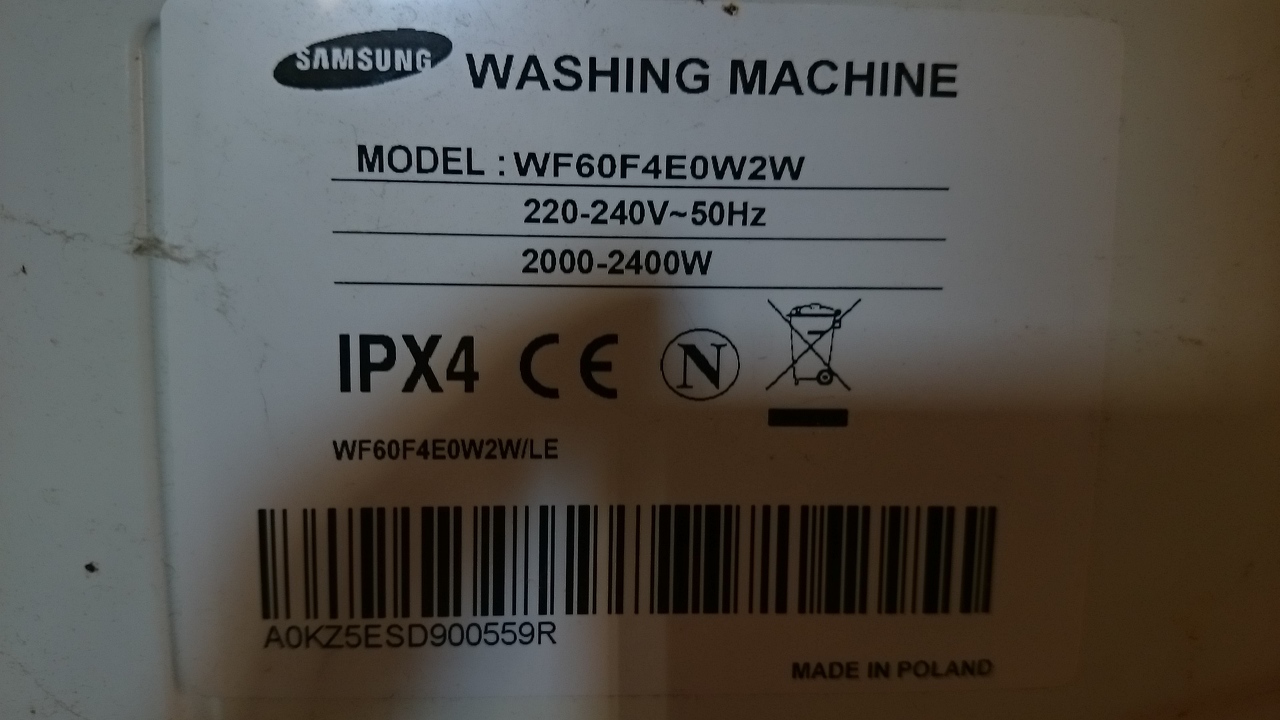 SAMSUNG WASHING MACHINE
MODEL : WF60F4E0W2W
220-240V~50Hz
2000-2400W
IPX4 CE N
WF60F4E0W2W/LE
A0KZ5ESD900559R
MADE IN POLAND